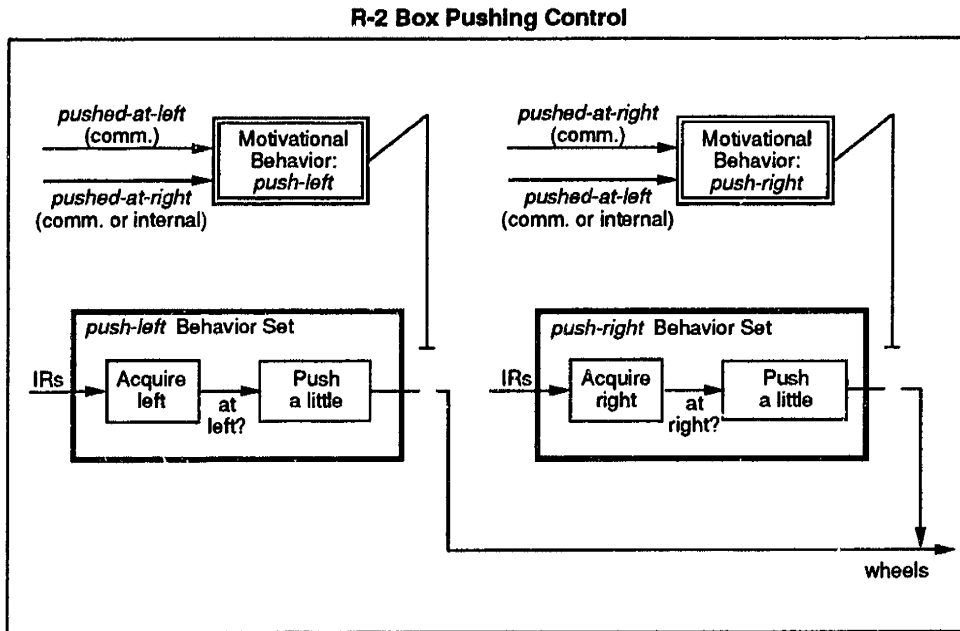 R-2 Box Pushing Control
pushed-at-left
(comm.)
pushed-at-right
(comm. or internal)
Motivational
Behavior:
push-left
pushed-at-right
(comm.)
pushed-at-left
(comm. or internal)
Motivational
Behavior:
push-right
push-left Behavior Set
IRs
Acquire
left
at
left?
Push
a little
push-right Behavior Set
IRs
Acquire
right
at
right?
Push
a little
wheels